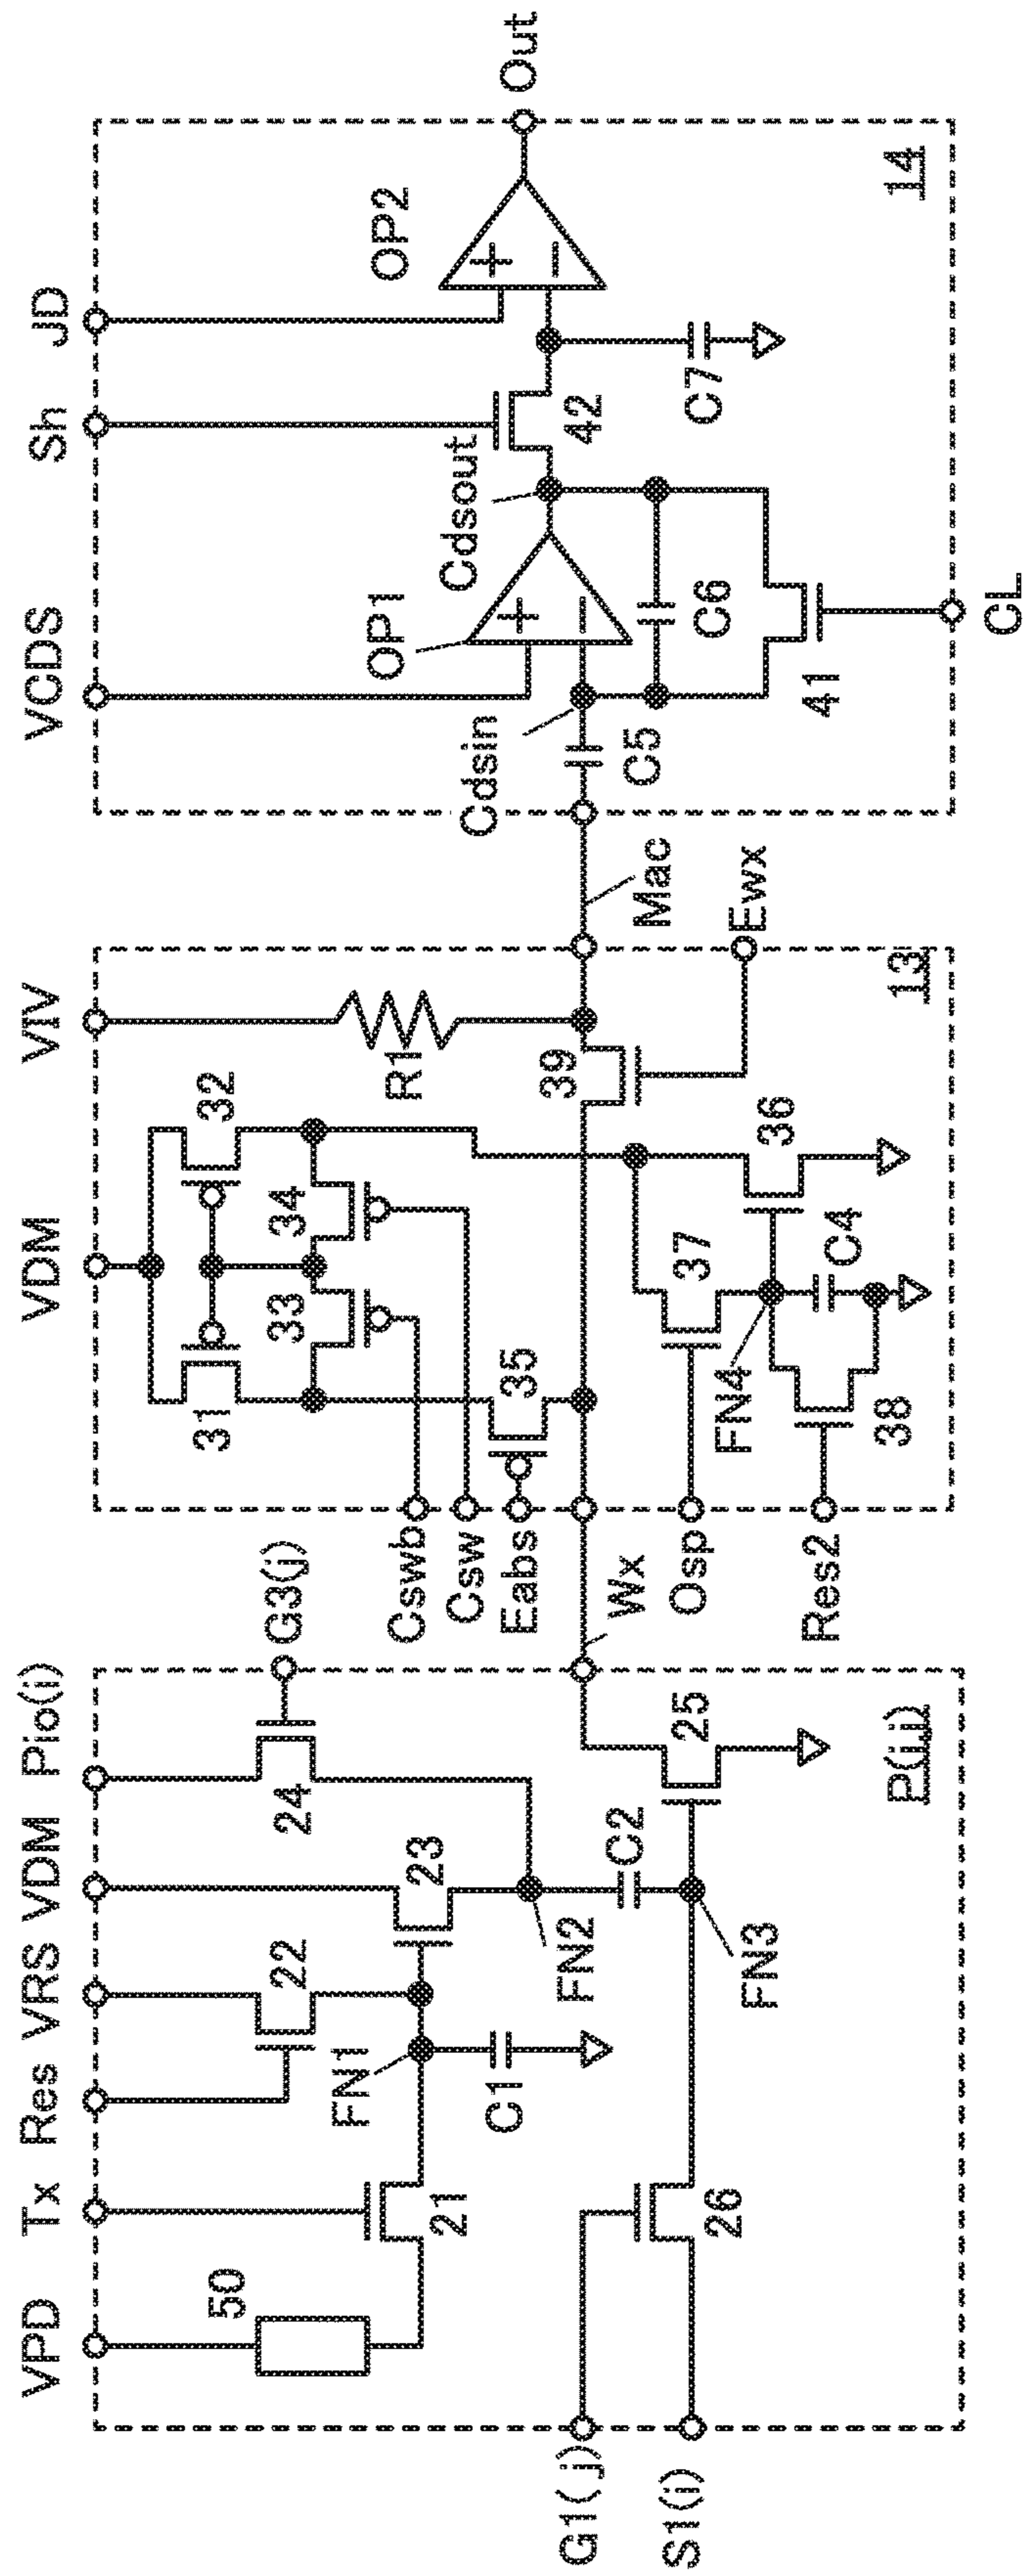 VPD
Tx
Res
VRS
VDM
Pio(i)
50
22
24
G3(j)
21
FN1
23
C1
FN2
C2
Wx
G1(j)
26
25
S1(i)
FN3
P(i,j)
VDM
VIV
31
32
33
34
R1
Cswb
Csw
Eabs
35
39
Mac
Osp
37
Ewx
FN4
36
Res2
38
C4
13
VCDS
Sh
JD
OP1
OP2
Out
Cdsin
Cdsout
+
−
+
−
42
C5
C6
C7
41
14
CL